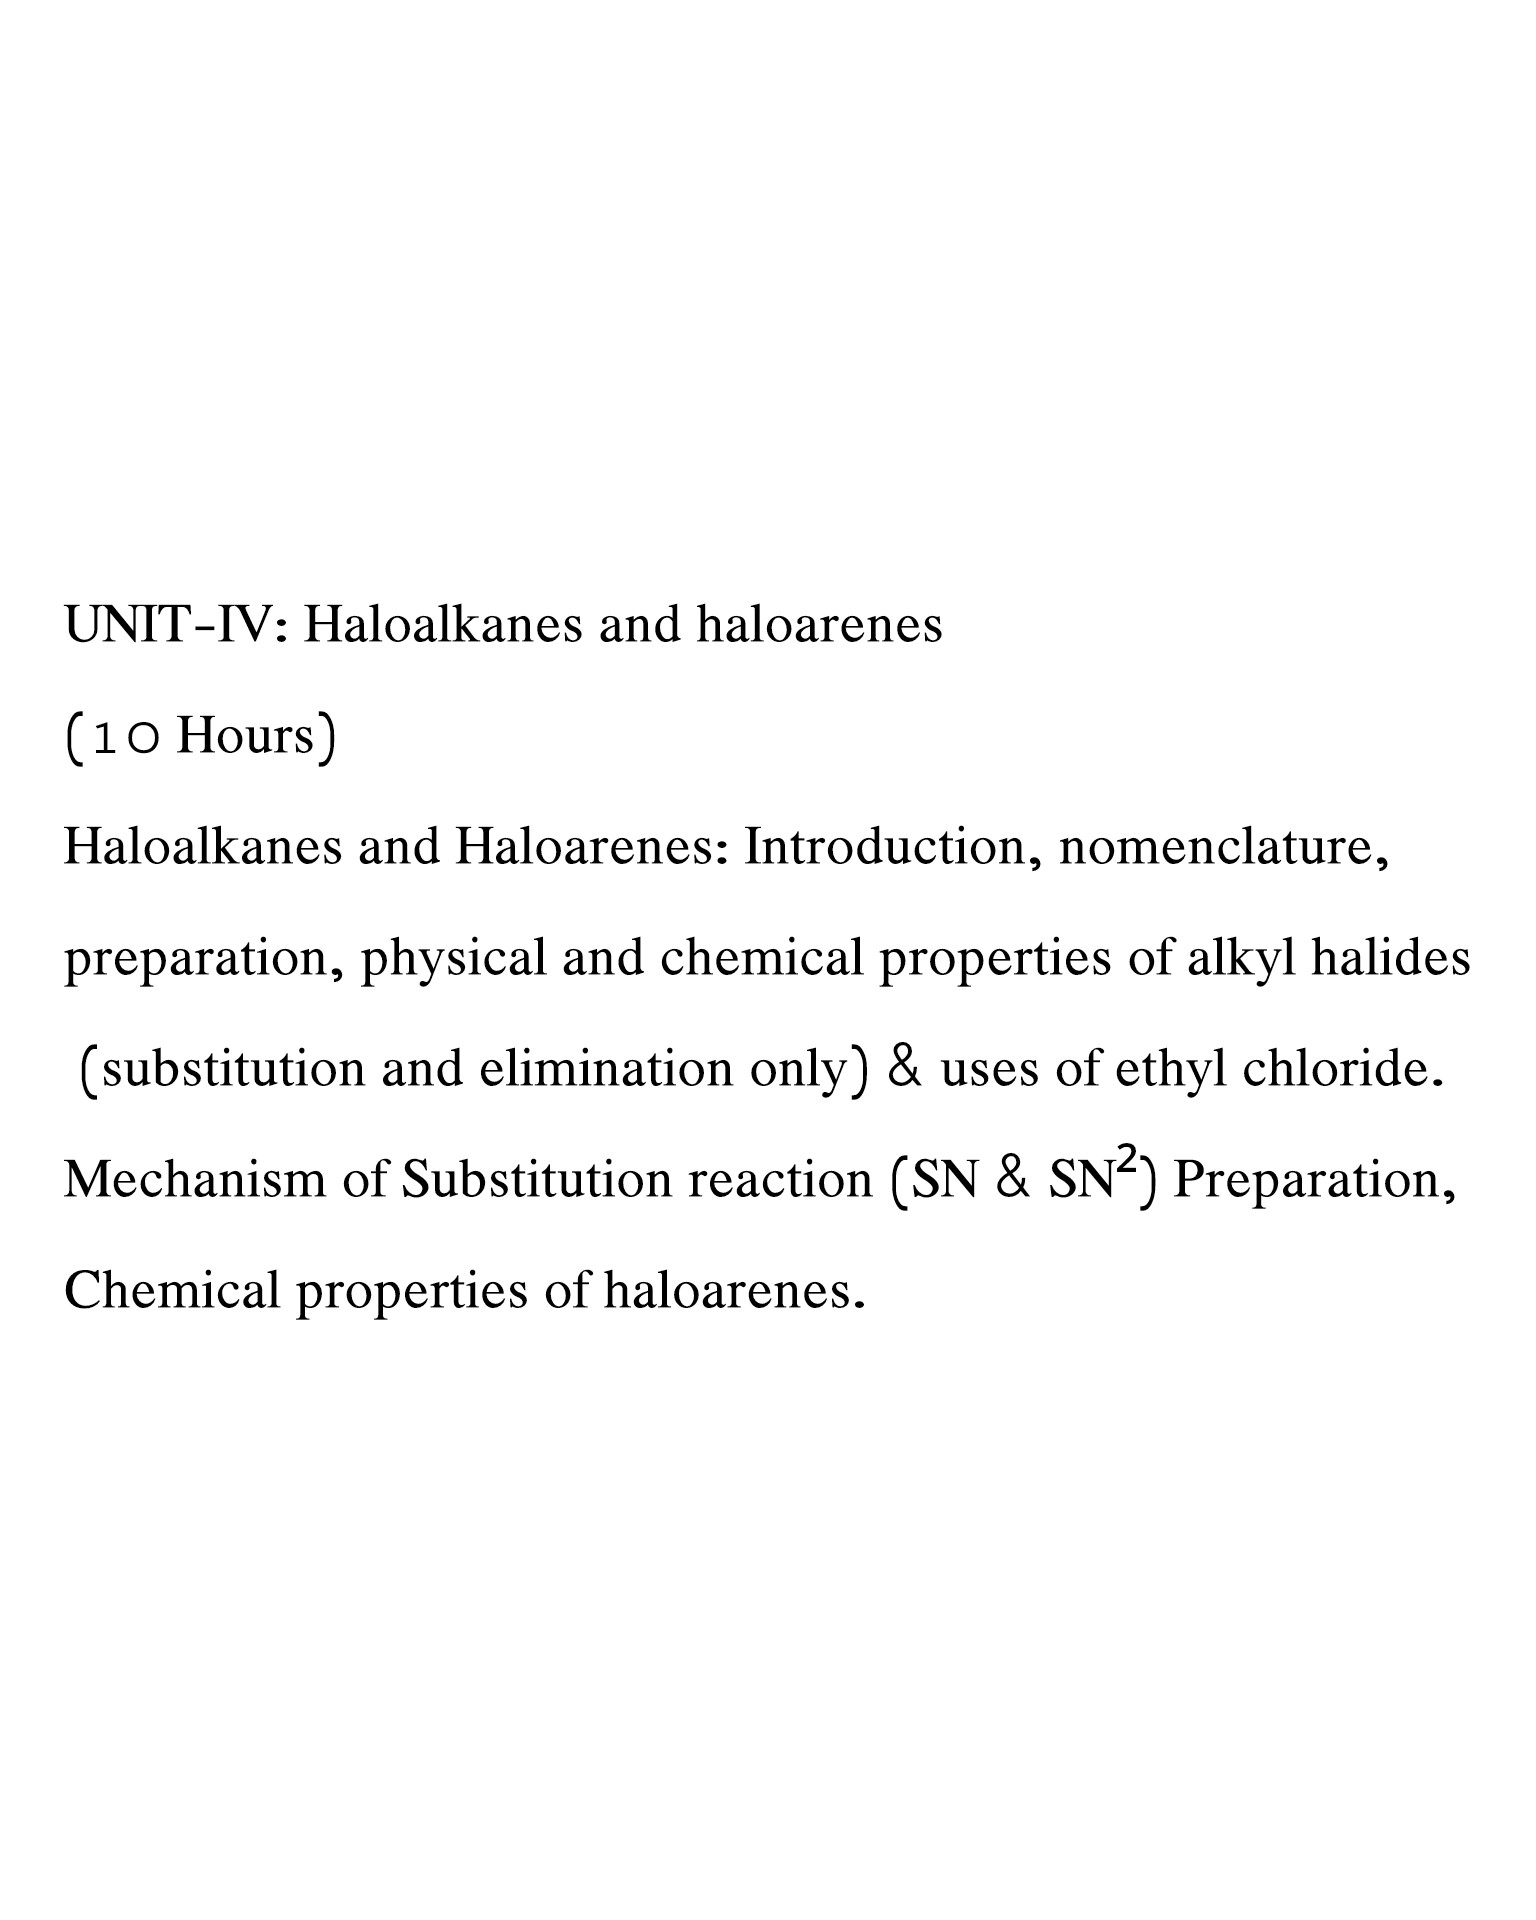 UNIT-IV: Haloalkanes and haloarenes
(10 Hours)
Haloalkanes and Haloarenes: Introduction, nomenclature,
preparation, physical and chemical properties of alkyl halides
(substitution and elimination only) & uses of ethyl chloride.
Mechanism of Substitution reaction (SN & SN²) Preparation,
Chemical properties of haloarenes.